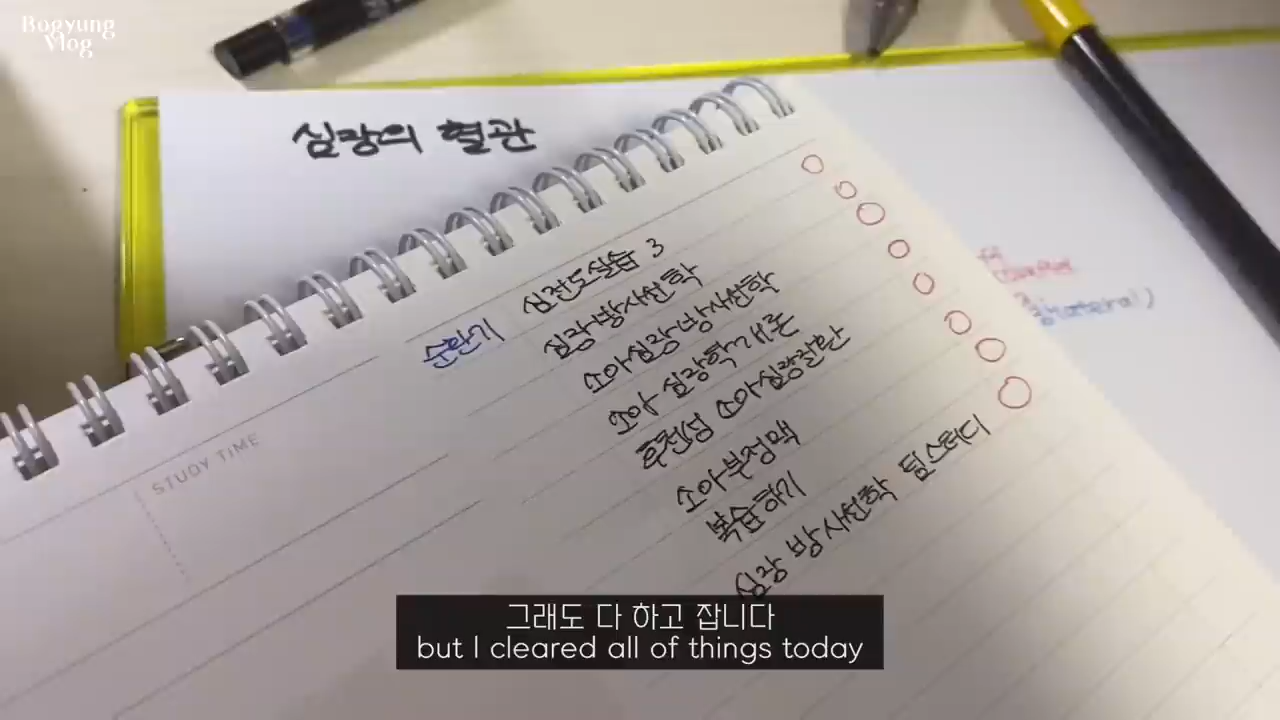 Bogyung
Vlog
심장의 혈관
STUDY TIME
순환기 심전도실습 3
심장방사선학
소아심장방사선학
소아 심장학개론
후천성 소아심장질환
소아부정맥
복습하기
심장 방사선학 팀스터디
그래도 다 하고 잡니다
but I cleared all of things today